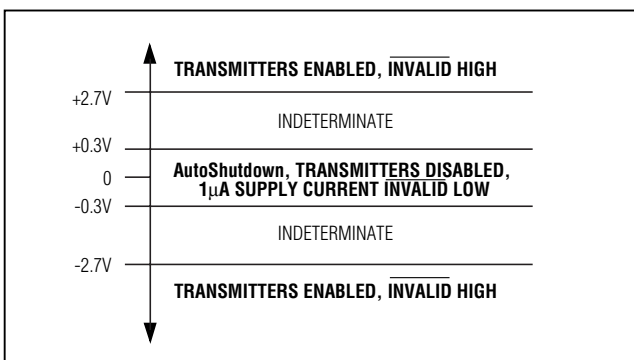 TRANSMITTERS ENABLED, INVALID HIGH
+2.7V
INDETERMINATE
+0.3V
AutoShutdown, TRANSMITTERS DISABLED,
0
1μA SUPPLY CURRENT INVALID LOW
-0.3V
INDETERMINATE
-2.7V
TRANSMITTERS ENABLED, INVALID HIGH